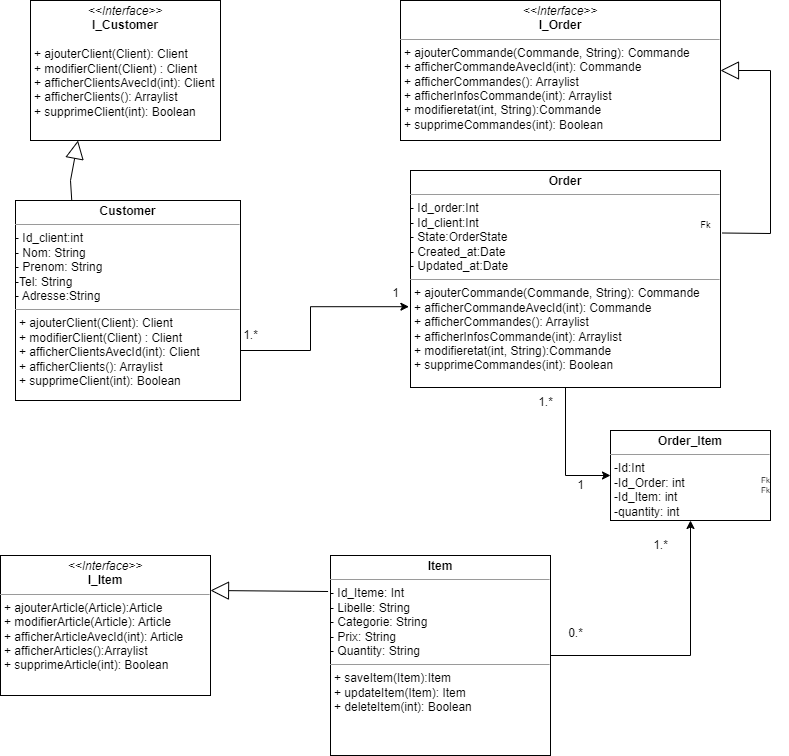 <<Interface>>
I_Customer
+ ajouterClient(Client): Client
+ modifierClient(Client) : Client
+ afficherClientsAvecId(int): Client
+ afficherClients(): Arraylist
+ supprimeClient(int): Boolean
<<Interface>>
I_Order
+ ajouterCommande(Commande, String): Commande
+ afficherCommandeAvecId(int): Commande
+ afficherCommandes(): Arraylist
+ afficherInfosCommande(int): Arraylist
+ modifieretat(int, String):Commande
+ supprimeCommandes(int): Boolean
Customer
- Id_client:int
- Nom: String
- Prenom: String
-Tel: String
- Adresse:String
+ ajouterClient(Client): Client
+ modifierClient(Client) : Client
+ afficherClientsAvecId(int): Client
+ afficherClients(): Arraylist
+ supprimeClient(int): Boolean
1.*
1
Order
- Id_order:Int
- Id_client:Int
Fk
- State:OrderState
- Created_at:Date
- Updated_at:Date
+ ajouterCommande(Commande, String): Commande
+ afficherCommandeAvecId(int): Commande
+ afficherCommandes(): Arraylist
+ afficherInfosCommande(int): Arraylist
+ modifieretat(int, String):Commande
+ supprimeCommandes(int): Boolean
1.*
1
Order_Item
-Id:Int
-Id_Order: int
Fk
-Id_Item: int
Fk
-quantity: int
1.*
0.*
<<Interface>>
I_Item
+ ajouterArticle(Article):Article
+ modifierArticle(Article): Article
+ afficherArticleAvecId(int): Article
+ afficherArticles():Arraylist
+ supprimeArticle(int): Boolean
Item
- Id_Iteme: Int
- Libelle: String
- Categorie: String
- Prix: String
- Quantity: String
+ saveItem(Item):Item
+ updateItem(Item): Item
+ deleteItem(int): Boolean